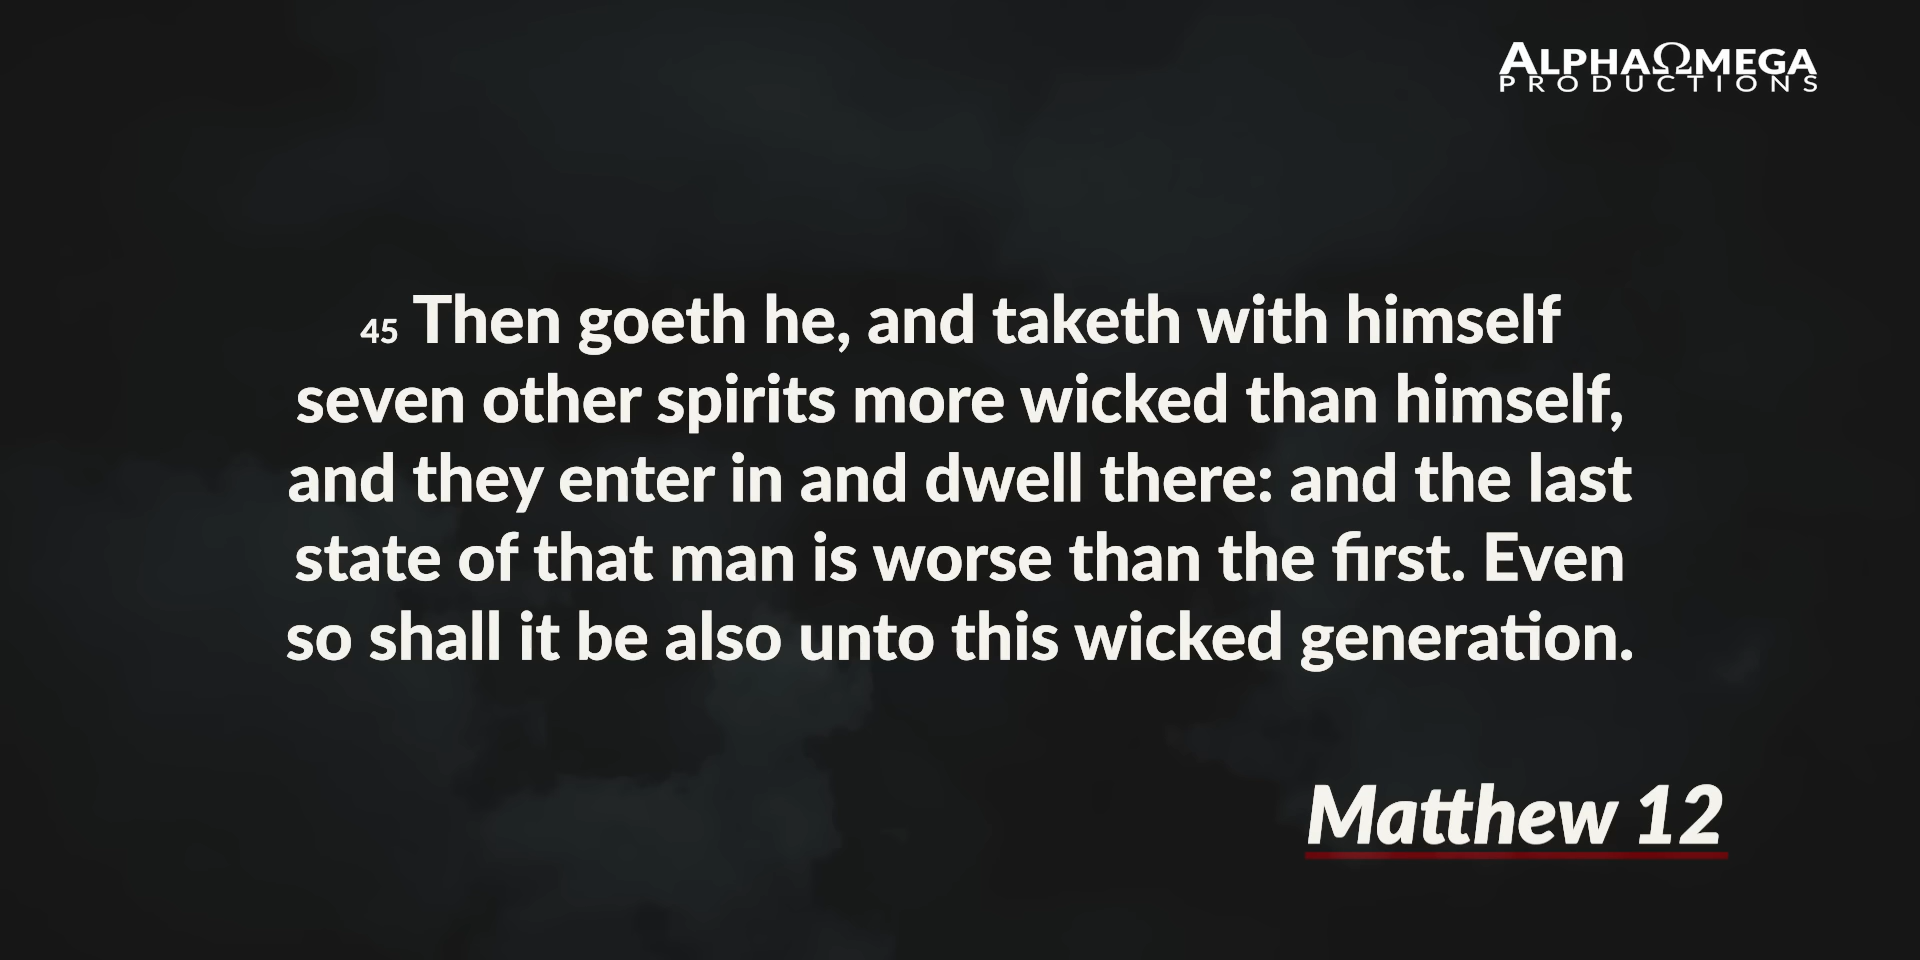 ALPHAΩMEGA
PRODUCTIONS
45 Then goeth he, and taketh with himself
seven other spirits more wicked than himself,
and they enter in and dwell there: and the last
state of that man is worse than the first. Even
so shall it be also unto this wicked generation.
Matthew 12